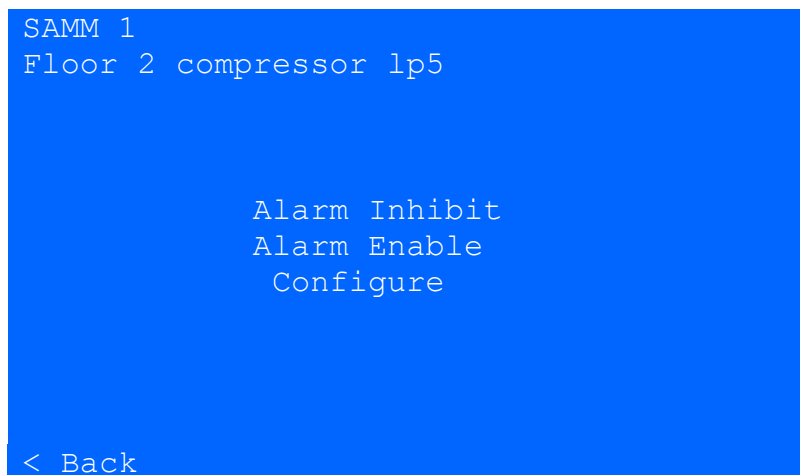 SAMM 1
Floor 2 compressor lp5
Alarm Inhibit
Alarm Enable
Configure
< Back